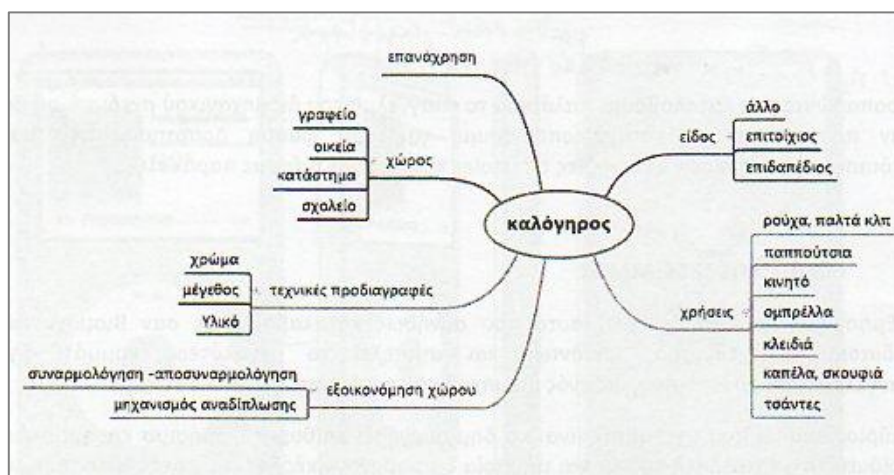 επανάχρηση
γραφείο
οικεία
κατάστημα
σχολείο
χώρος
χρώμα
μέγεθος
Υλικό
τεχνικές προδιαγραφές
συναρμολόγηση -αποσυναρμολόγηση
μηχανισμός αναδίπλωσης
εξοικονόμηση χώρου
καλόγηρος
είδος
άλλο
επιτοίχιος
επιδαπέδιος
χρήσεις
ρούχα, παλτά κλπ
παππούτσια
κινητό
ομπρέλλα
κλειδιά
καπέλα, σκουφιά
τσάντες